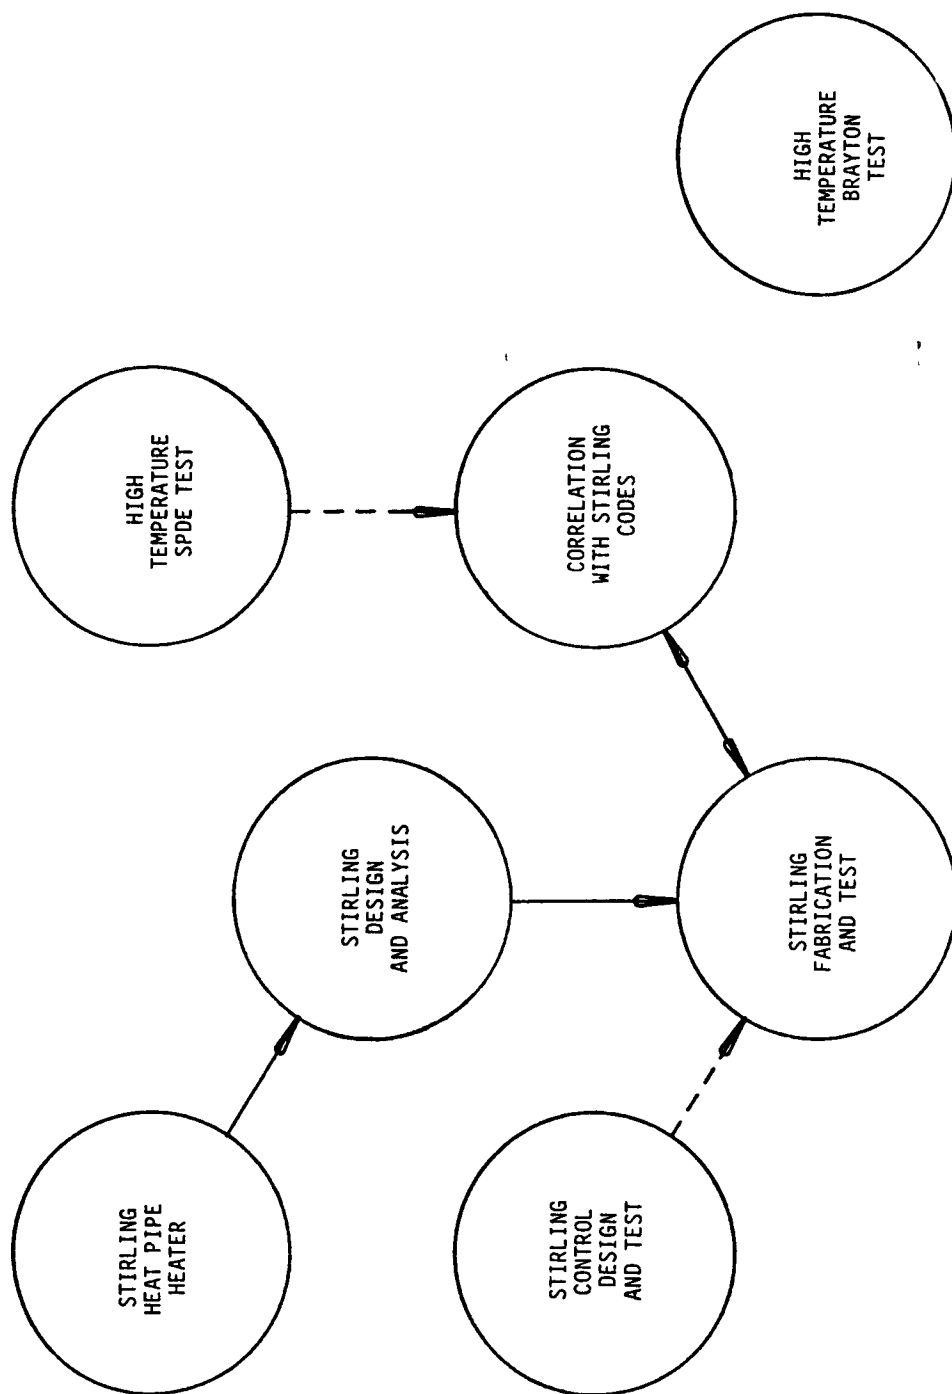 HIGH
TEMPERATURE
BRAYTON
TEST
HIGH
TEMPERATURE
SPDE TEST
CORRELATION
WITH STIRLING
CODES
STIRLING
DESIGN
AND ANALYSIS
STIRLING
FABRICATION
AND TEST
STIRLING
HEAT PIPE
HEATER
STIRLING
CONTROL
DESIGN
AND TEST